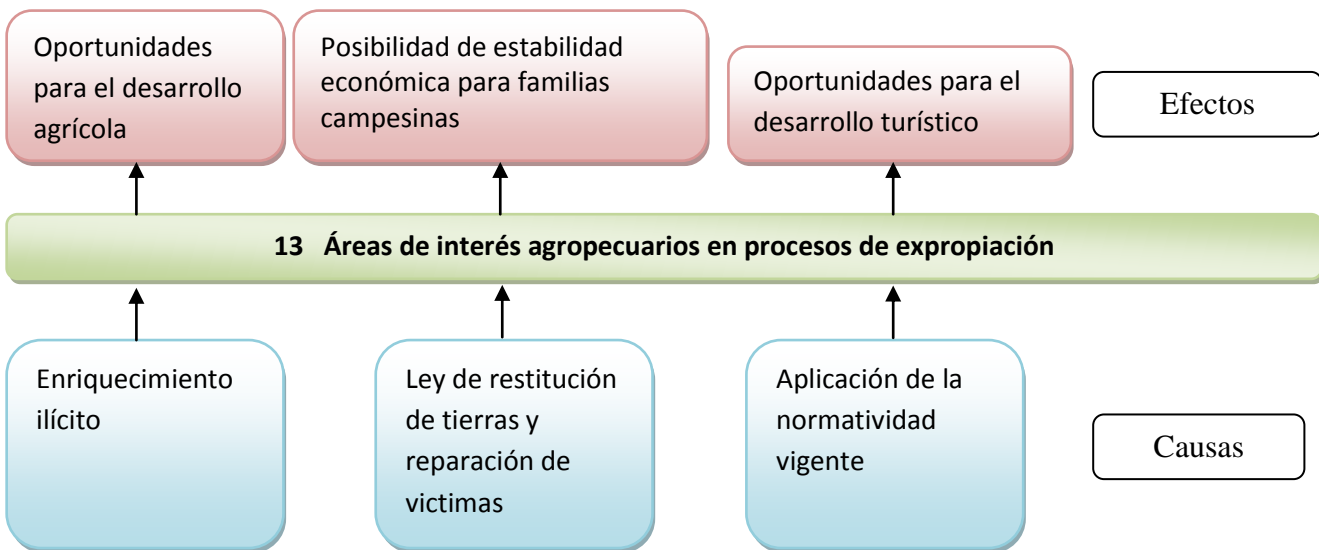 Oportunidades
para el desarrollo
agrícola
Posibilidad de estabilidad
económica para familias
campesinas
Oportunidades para el
desarrollo turístico
Efectos
13 Áreas de interés agropecuarios en procesos de expropiación
Enriquecimiento
ilícito
Ley de restitución
de tierras y
reparación de
victimas
Aplicación de la
normatividad
vigente
Causas